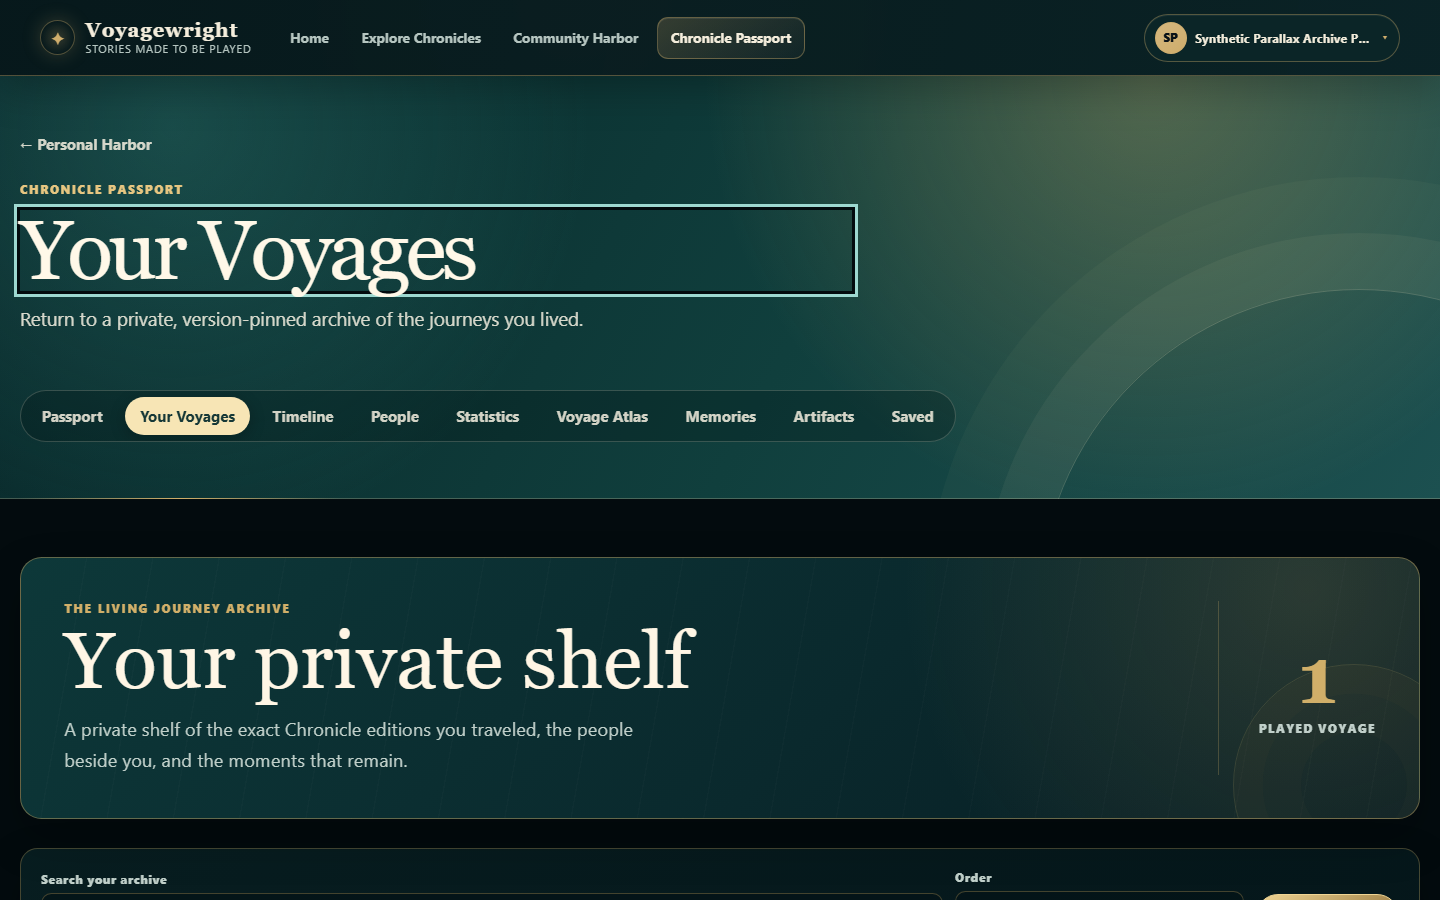 Voyagewright
STORIES MADE TO BE PLAYED
Home
Explore Chronicles
Community Harbor
Chronicle Passport
SP
Synthetic Parallax Archive P...
← Personal Harbor
CHRONICLE PASSPORT
Your Voyages
Return to a private, version-pinned archive of the journeys you lived.
Passport
Your Voyages
Timeline
People
Statistics
Voyage Atlas
Memories
Artifacts
Saved
THE LIVING JOURNEY ARCHIVE
Your private shelf
A private shelf of the exact Chronicle editions you traveled, the people
beside you, and the moments that remain.
1
PLAYED VOYAGE
Search your archive
Order